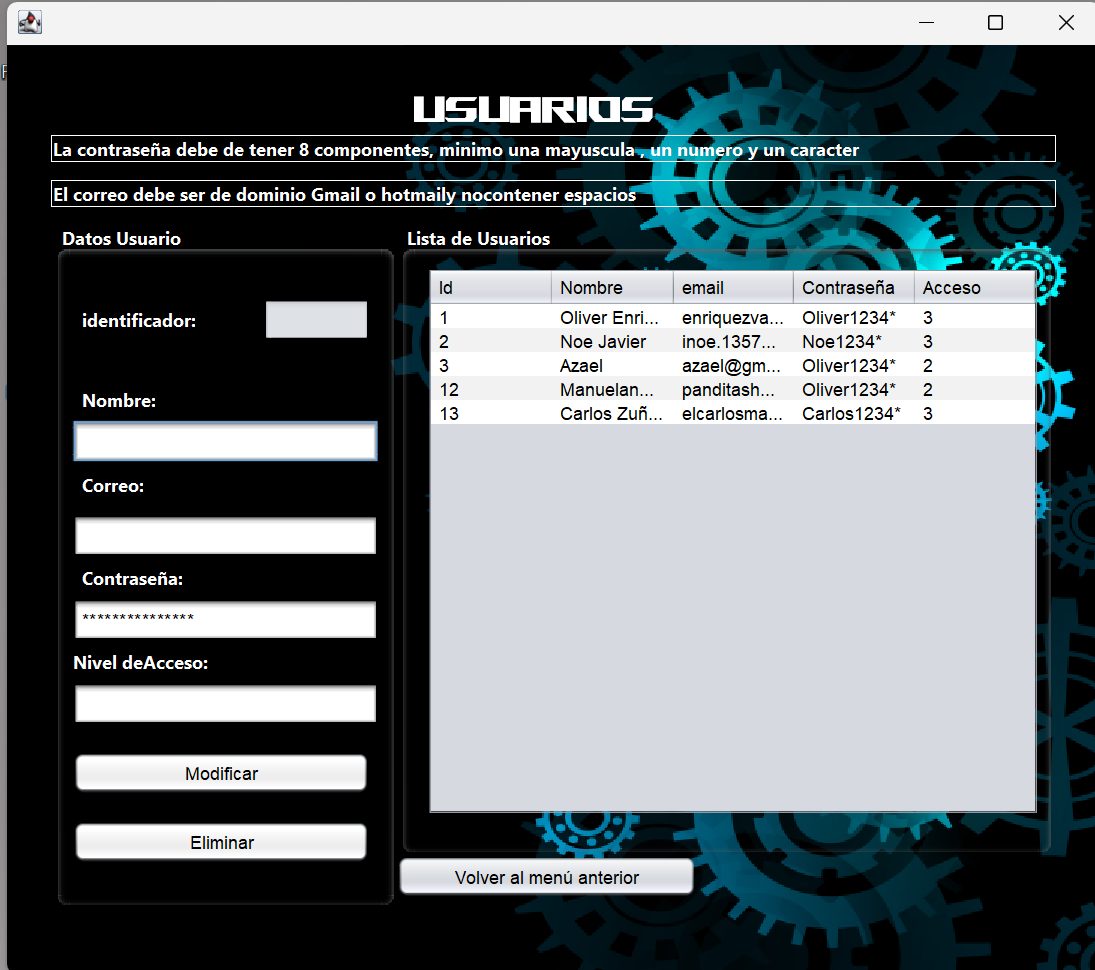 USUARIOS
La contraseña debe de tener 8 componentes, minimo una mayuscula , un numero y un caracter
El correo debe ser de dominio Gmail o hotmaily nocontener espacios
Datos Usuario
identificador:
Nombre:
Correo:
Contraseña:
***************
Nivel deAcceso:
Modificar
Eliminar
Lista de Usuarios
Id Nombre email Contraseña Acceso
1 Oliver Enri... enriquezva... Oliver1234* 3
2 Noe Javier inoe.1357... Noe1234* 3
3 Azael azael@gm... Oliver1234* 2
12 Manuelan... panditash... Oliver1234* 2
13 Carlos Zuñ... elcarlosma... Carlos1234* 3
Volver al menú anterior